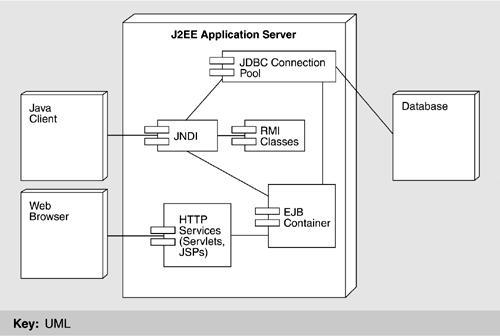 J2EE Application Server
JDBC Connection
Pool
Java
Client
JNDI
RMI
Classes
Database
Web
Browser
HTTP
Services
(Servlets,
JSPs)
EJB
Container
Key: UML